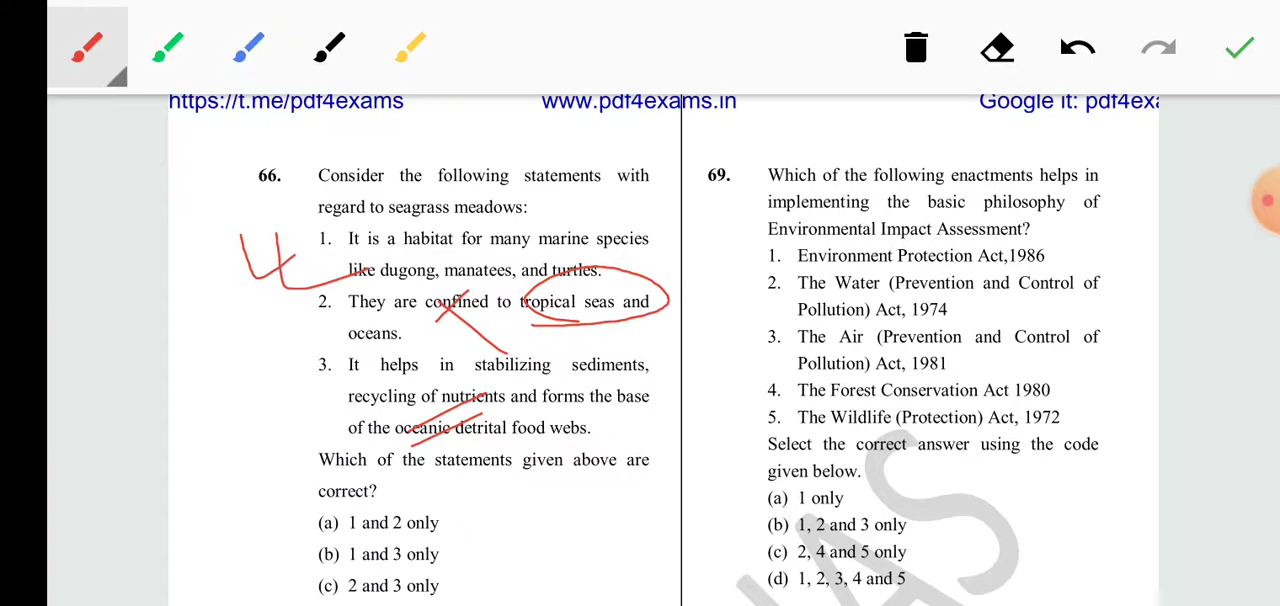 https://t.me/pdf4exams www.pdf4exams.in Google it: pdf4ex
66. Consider the following statements with
regard to seagrass meadows:
1. It is a habitat for many marine species
like dugong, manatees, and turtles.
2. They are confined to tropical seas and
oceans.
3. It helps in stabilizing sediments,
recycling of nutrients and forms the base
of the oceanic detrital food webs.
Which of the statements given above are
correct?
(a) 1 and 2 only
(b) 1 and 3 only
(c) 2 and 3 only
69. Which of the following enactments helps in
implementing the basic philosophy of
Environmental Impact Assessment?
1. Environment Protection Act,1986
2. The Water (Prevention and Control of
Pollution) Act, 1974
3. The Air (Prevention and Control of
Pollution) Act, 1981
4. The Forest Conservation Act 1980
5. The Wildlife (Protection) Act, 1972
Select the correct answer using the code
given below.
(a) 1 only
(b) 1, 2 and 3 only
(c) 2, 4 and 5 only
(d) 1, 2, 3, 4 and 5